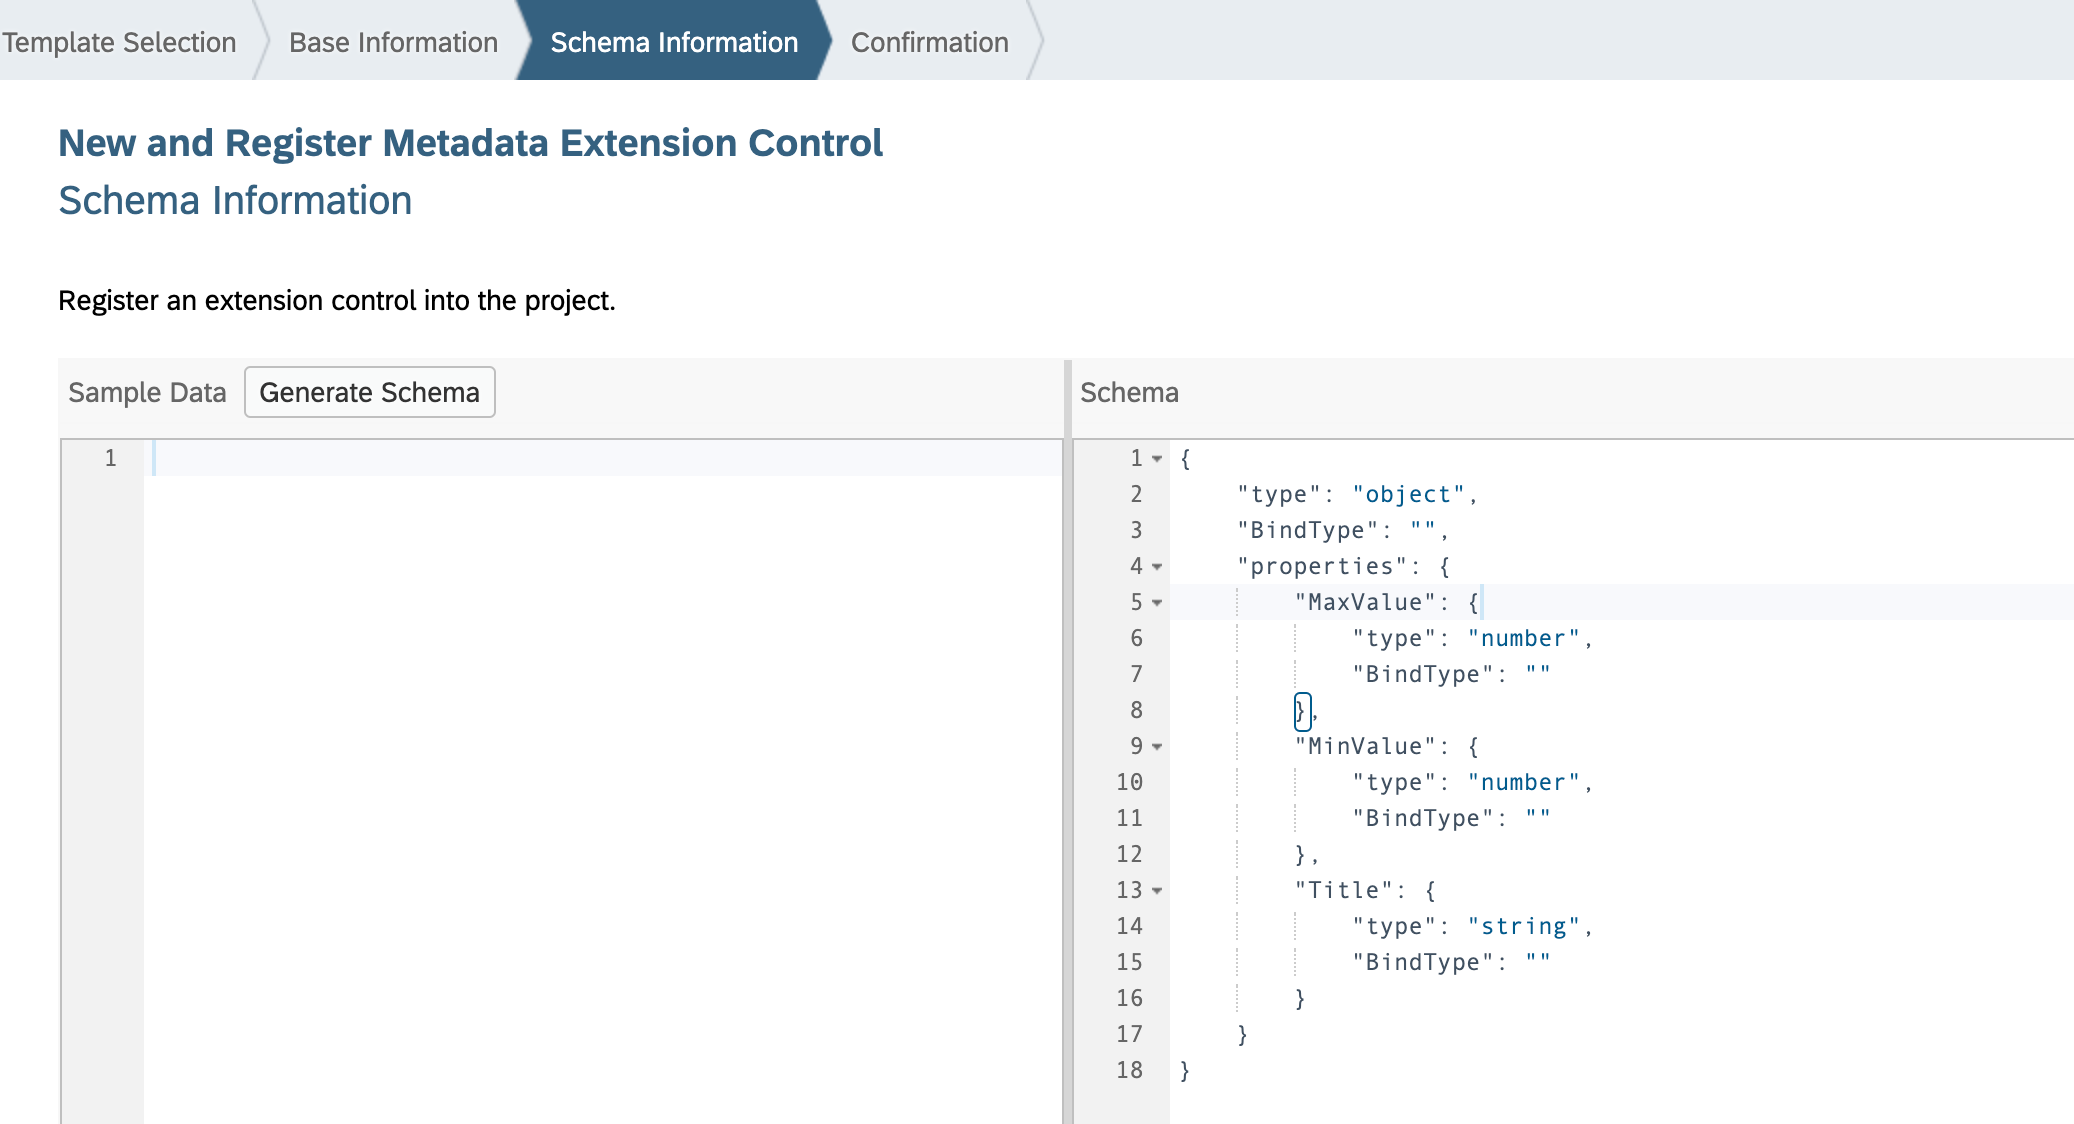 Template Selection Base Information Schema Information Confirmation
New and Register Metadata Extension Control
Schema Information
Register an extension control into the project.
Sample Data Generate Schema
1
Schema
1 {
2     "type": "object",
3     "BindType": "",
4     "properties": {
5         "MaxValue": {
6             "type": "number",
7             "BindType": ""
8         },
9         "MinValue": {
10             "type": "number",
11             "BindType": ""
12         },
13         "Title": {
14             "type": "string",
15             "BindType": ""
16         }
17     }
18 }